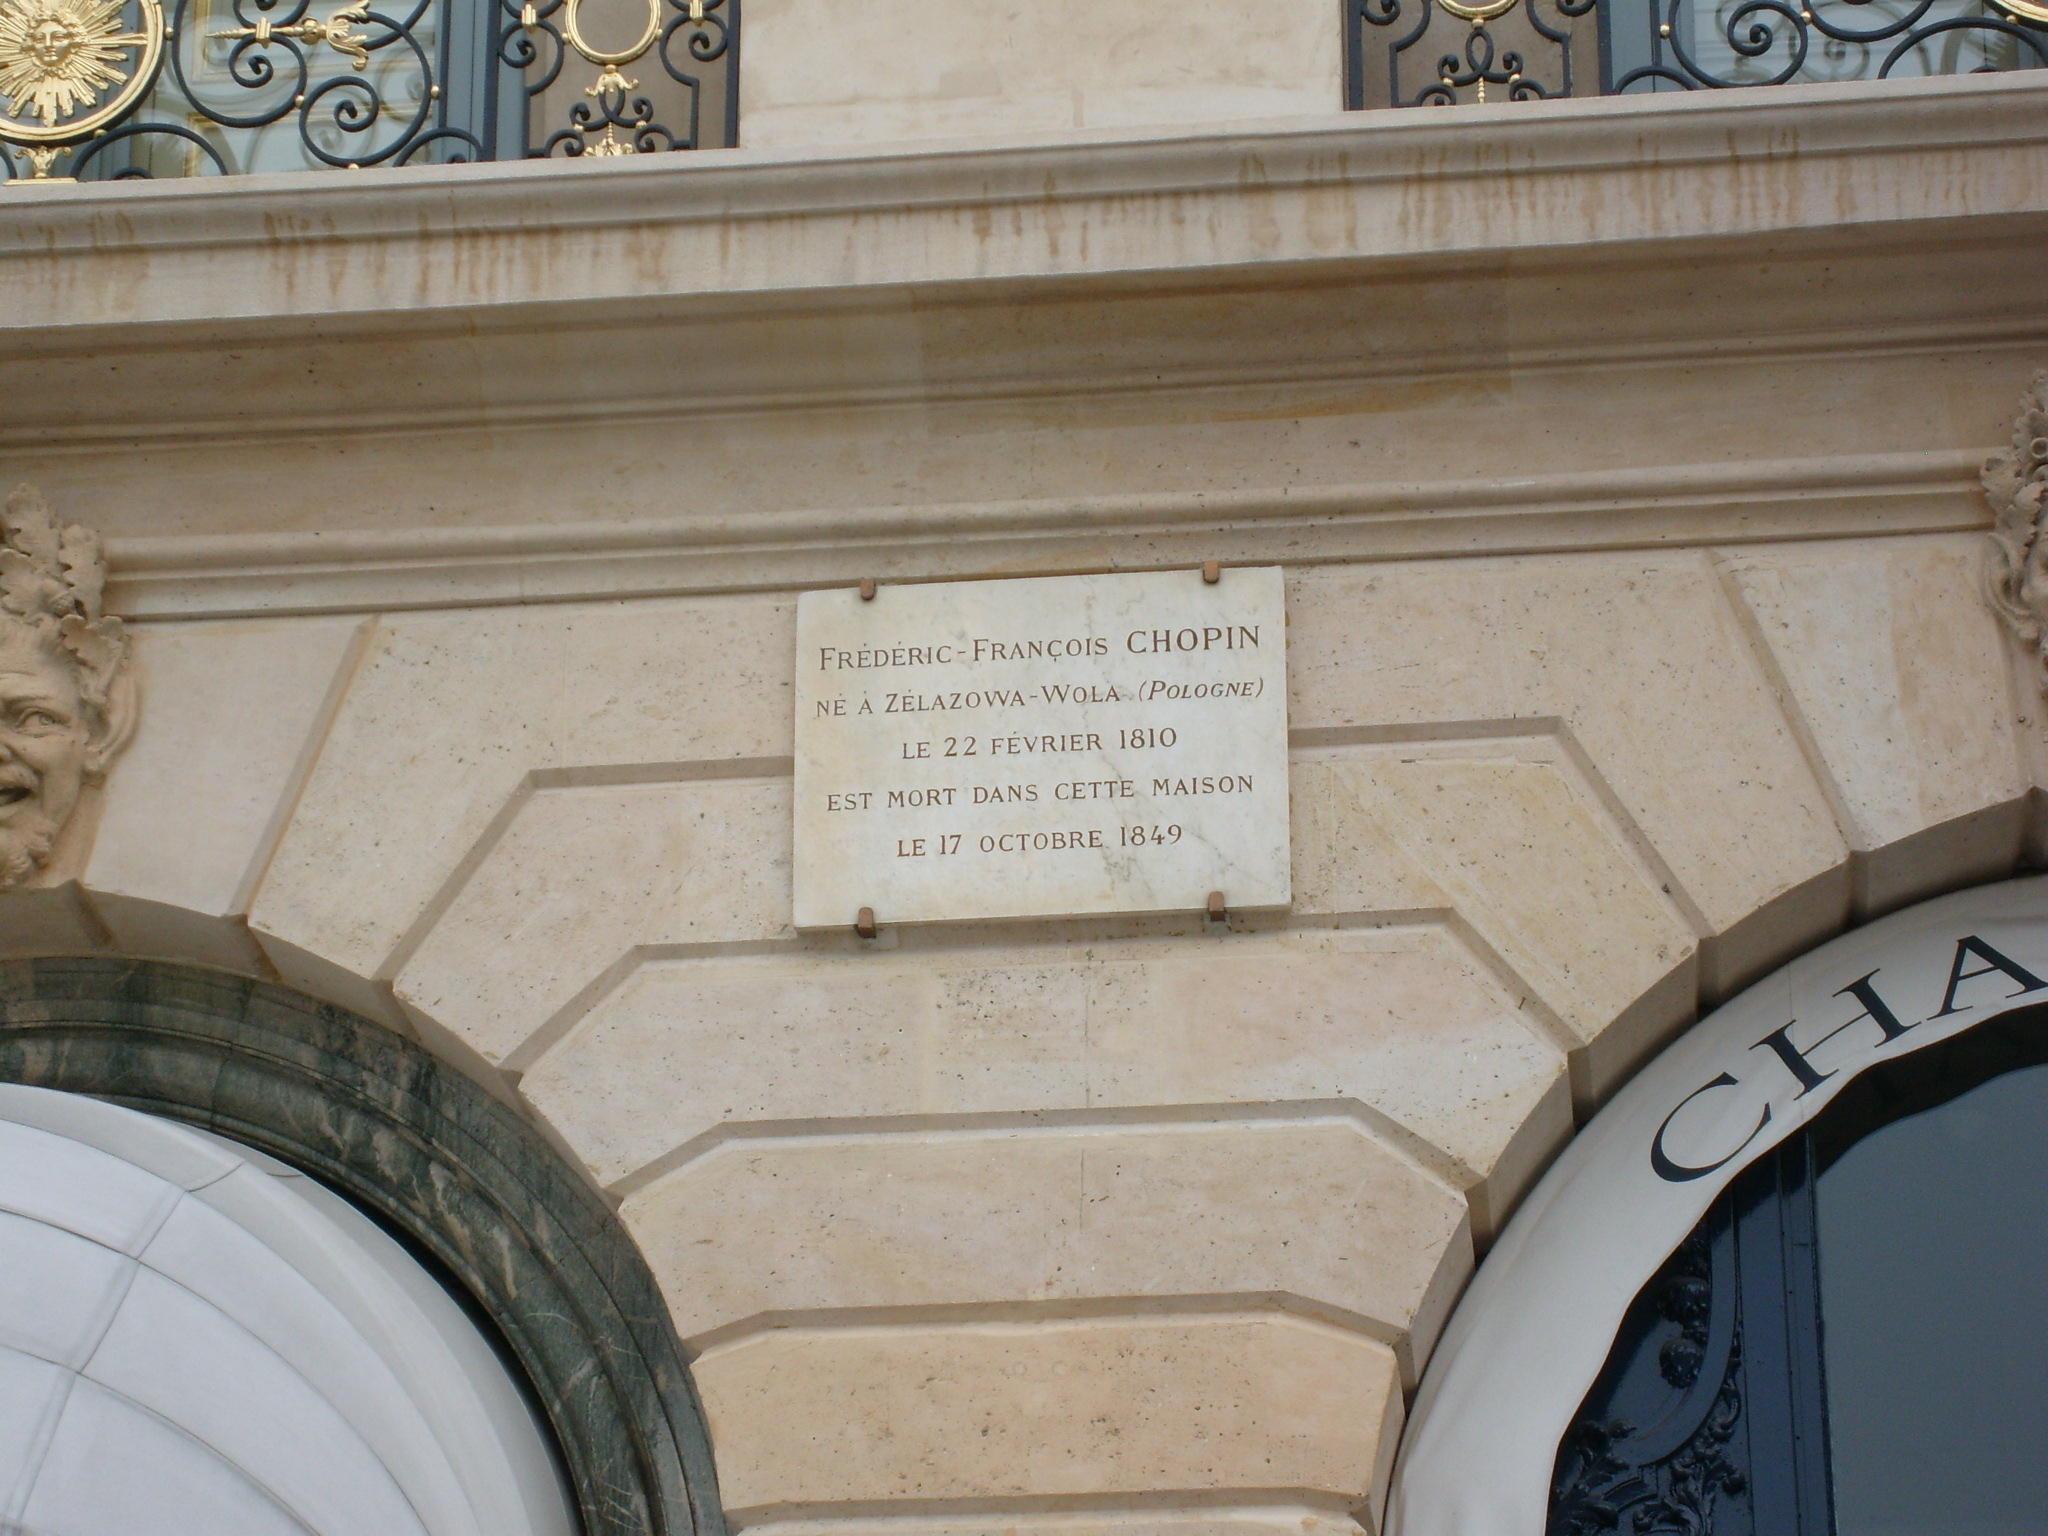 FRÉDÉRIC-FRANÇOIS CHOPIN
NÉ À ZÉLAZOWA-WOLA (POLOGNE)
LE 22 FÉVRIER 1810
EST MORT DANS CETTE MAISON
LE 17 OCTOBRE 1849
CHA